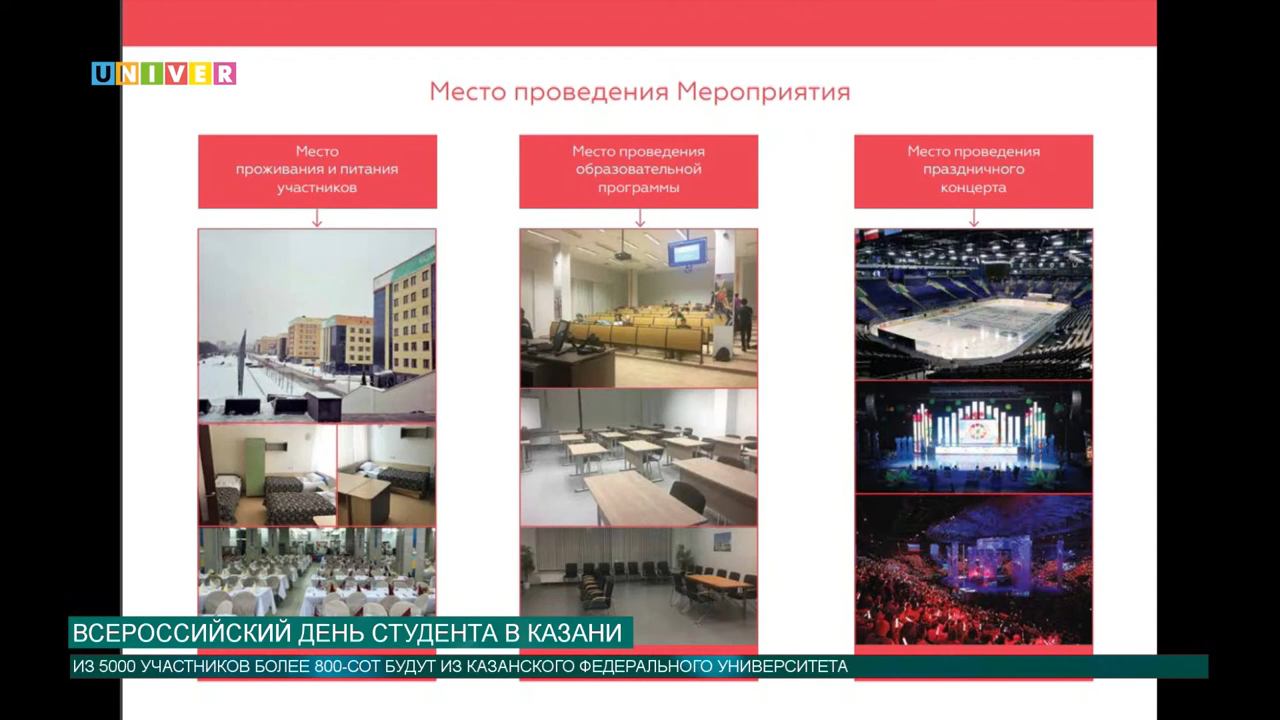 UNIVER
Место проведения Мероприятия
Место
проживания и питания
участников
Место проведения
образовательной
программы
Место проведения
праздничного
концерта
ВСЕРОССИЙСКИЙ ДЕНЬ СТУДЕНТА В КАЗАНИ
ИЗ 5000 УЧАСТНИКОВ БОЛЕЕ 800-СОТ БУДУТ ИЗ КАЗАНСКОГО ФЕДЕРАЛЬНОГО УНИВЕРСИТЕТА